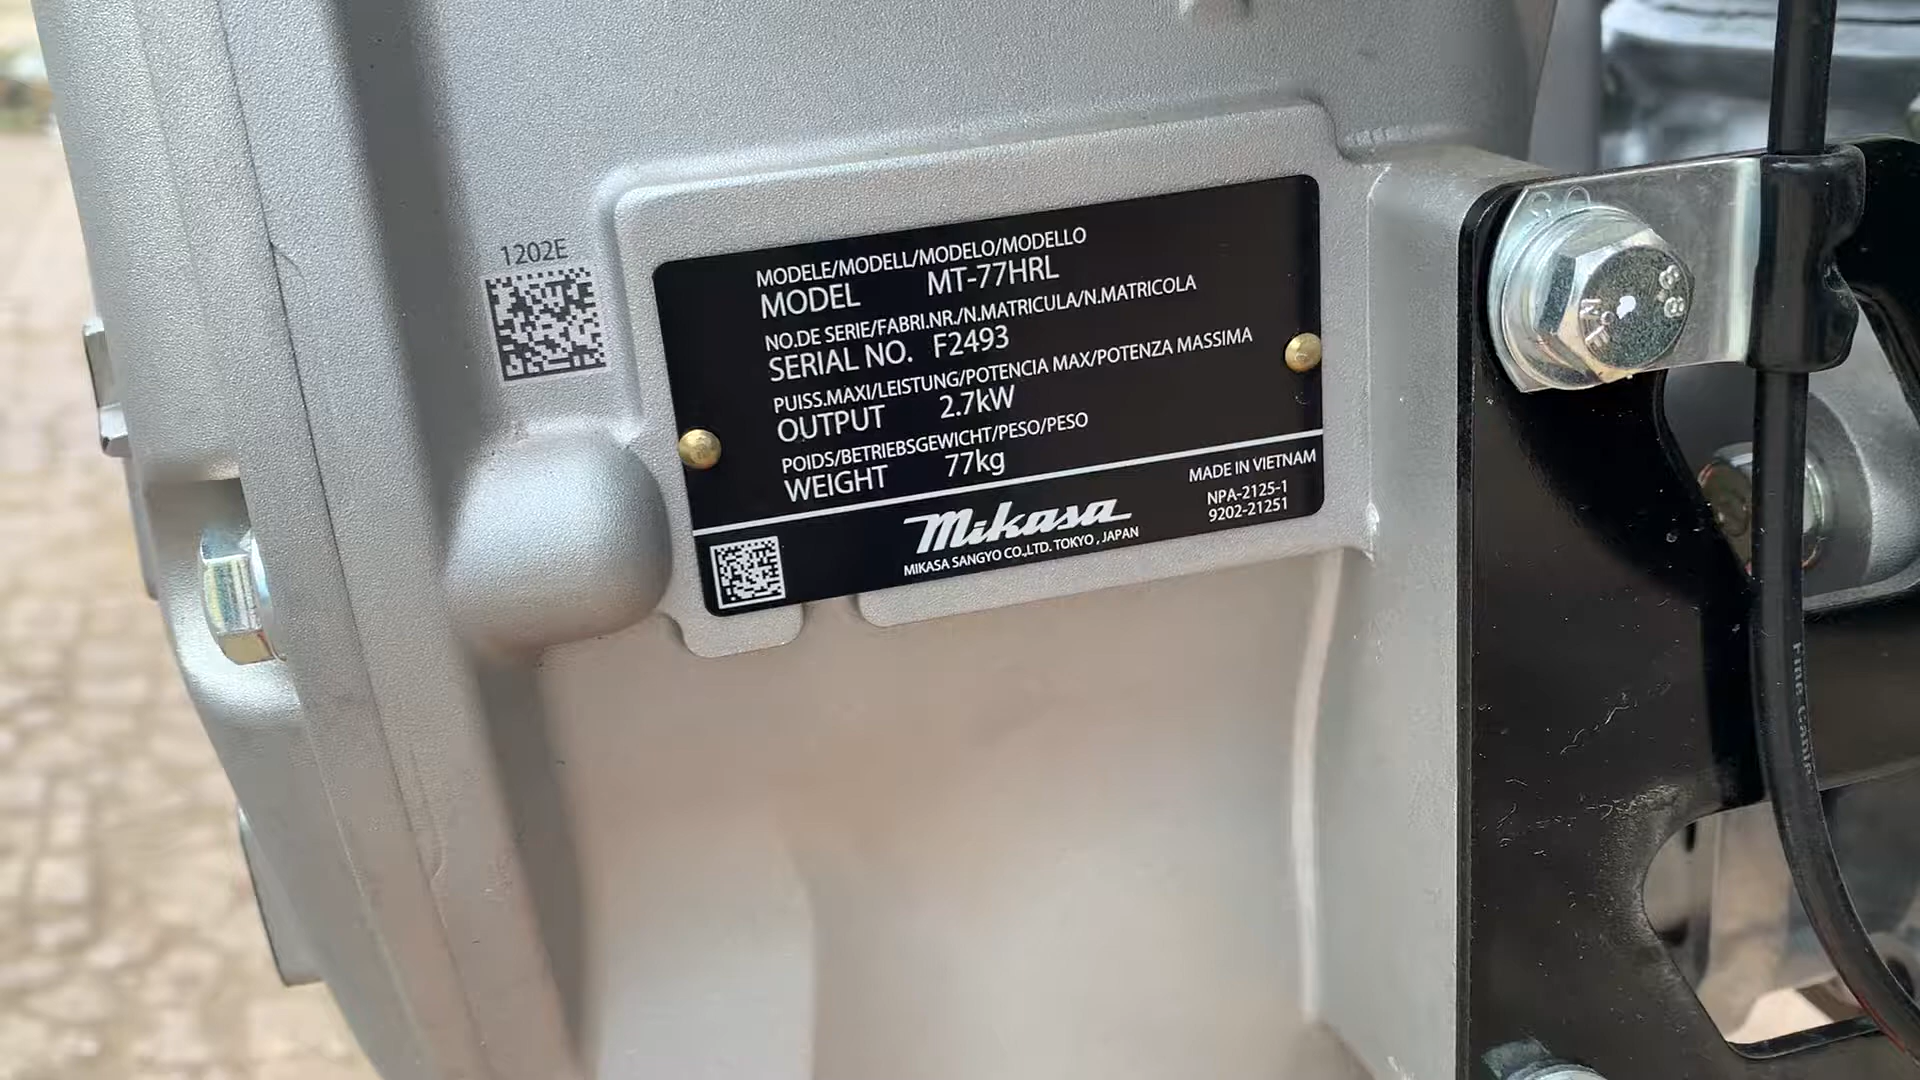 1202E
MODELE/MODELL/MODELO/MODELLO
MODEL MT-77HRL
NO.DE SERIE/FABRI.NR./N.MATRICULA/N.MATRICOLA
SERIAL NO. F2493
PUISS.MAXI/LEISTUNG/POTENCIA MAX/POTENZA MASSIMA
OUTPUT 2.7kW
POIDS/BETRIEBSGEWICHT/PESO/PESO
WEIGHT 77kg
Mikasa
MIKASA SANGYO CO.,LTD. TOKYO , JAPAN
MADE IN VIETNAM
NPA-2125-1
9202-21251
8.8